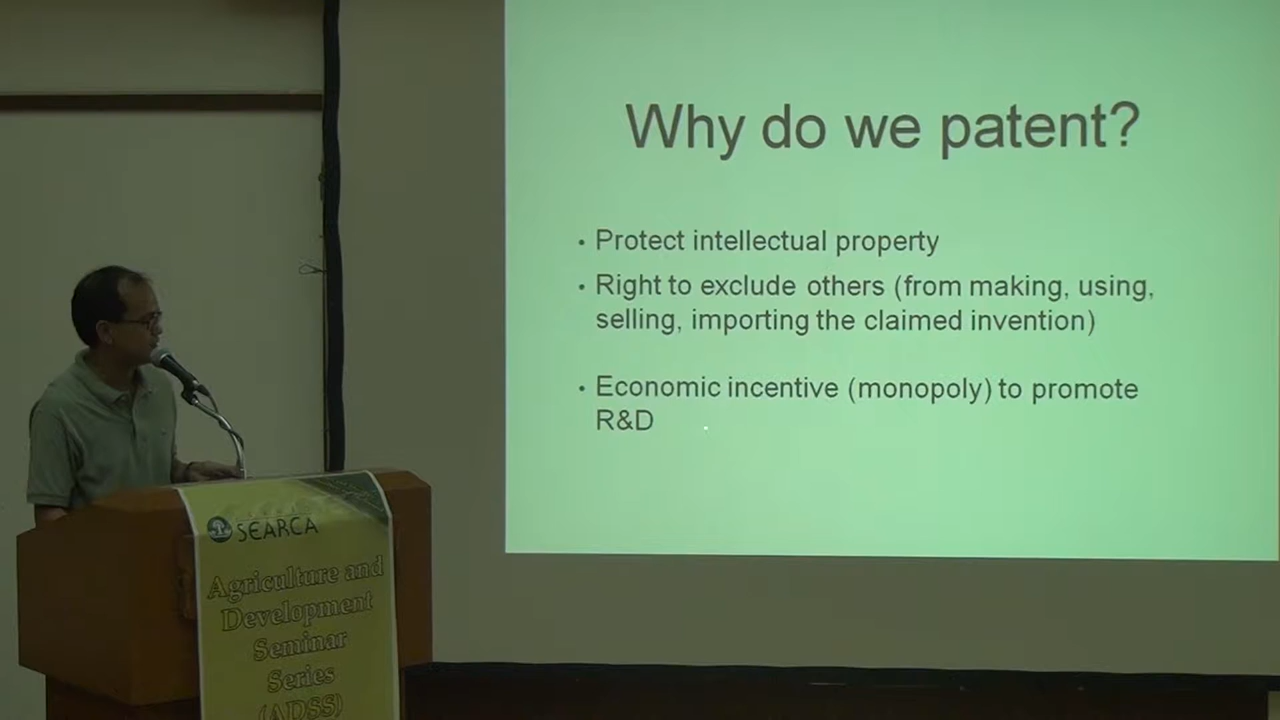 Why do we patent?
• Protect intellectual property
• Right to exclude others (from making, using,
selling, importing the claimed invention)
• Economic incentive (monopoly) to promote
R&D
SEARCA
Agriculture and
Development
Seminar
Series
(ADSS)